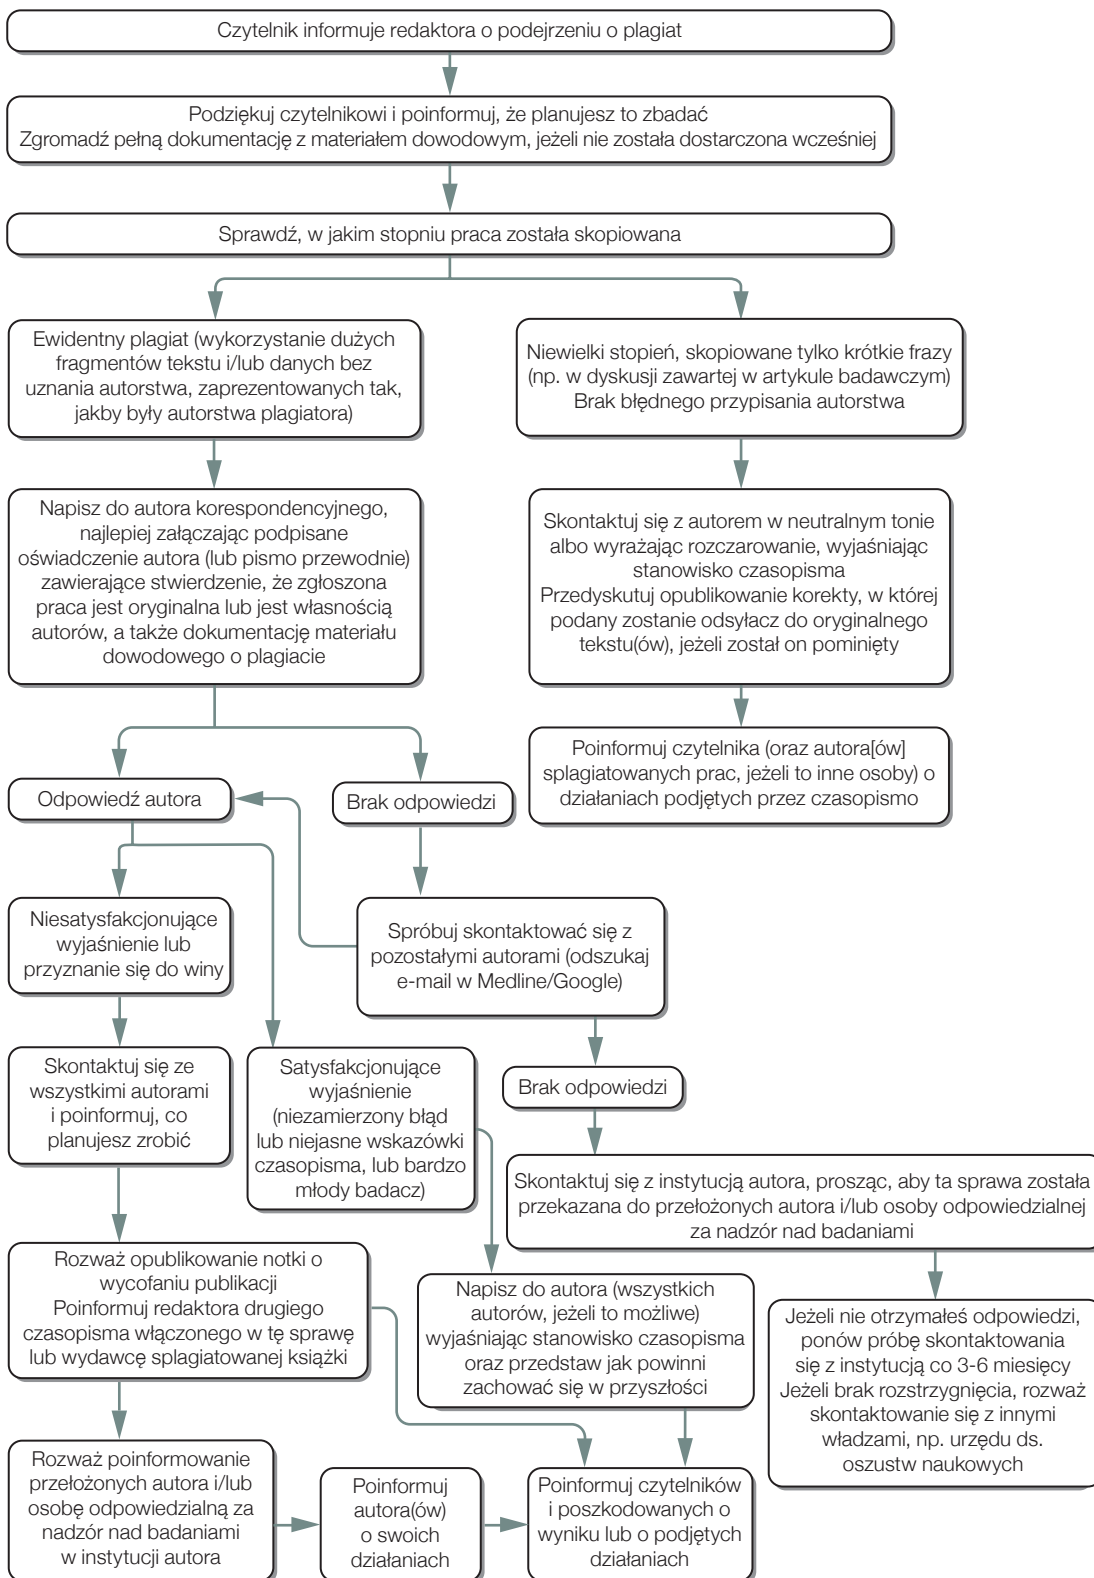 Czytelnik informuje redaktora o podejrzeniu o plagiat
Podziękuj czytelnikowi i poinformuj, że planujesz to zbadać
Zgromadź pełną dokumentację z materiałem dowodowym, jeżeli nie została dostarczona wcześniej
Sprawdź, w jakim stopniu praca została skopiowana
Ewidentny plagiat (wykorzystanie dużych
fragmentów tekstu i/lub danych bez
uznania autorstwa, zaprezentowanych tak,
jakby były autorstwa plagiatora)
Niewielki stopień, skopiowane tylko krótkie frazy
(np. w dyskusji zawartej w artykule badawczym)
Brak błędnego przypisania autorstwa
Napisz do autora korespondencyjnego,
najlepiej załączając podpisane
oświadczenie autora (lub pismo przewodnie)
zawierające stwierdzenie, że zgłoszona
praca jest oryginalna lub jest własnością
autorów, a także dokumentację materiału
dowodowego o plagiacie
Skontaktuj się z autorem w neutralnym tonie
albo wyrażając rozczarowanie, wyjaśniając
stanowisko czasopisma
Przedyskutuj opublikowanie korekty, w której
podany zostanie odsyłacz do oryginalnego
tekstu(ów), jeżeli został on pominięty
Poinformuj czytelnika (oraz autora[ów]
splagiatowanych prac, jeżeli to inne osoby) o
działaniach podjętych przez czasopismo
Odpowiedź autora
Brak odpowiedzi
Niesatysfakcjonujące
wyjaśnienie lub
przyznanie się do winy
Spróbuj skontaktować się z
pozostałymi autorami (odszukaj
e-mail w Medline/Google)
Skontaktuj się ze
wszystkimi autorami
i poinformuj, co
planujesz zrobić
Satysfakcjonujące
wyjaśnienie
(niezamierzony błąd
lub niejasne wskazówki
czasopisma, lub bardzo
młody badacz)
Brak odpowiedzi
Skontaktuj się z instytucją autora, prosząc, aby ta sprawa została
przekazana do przełożonych autora i/lub osoby odpowiedzialnej
za nadzór nad badaniami
Rozważ opublikowanie notki o
wycofaniu publikacji
Poinformuj redaktora drugiego
czasopisma włączonego w tę sprawę
lub wydawcę splagiatowanej książki
Napisz do autora (wszystkich
autorów, jeżeli to możliwe)
wyjaśniając stanowisko czasopisma
oraz przedstaw jak powinni
zachować się w przyszłości
Jeżeli nie otrzymałeś odpowiedzi,
ponów próbę skontaktowania
się z instytucją co 3-6 miesięcy
Jeżeli brak rozstrzygnięcia, rozważ
skontaktowanie się z innymi
władzami, np. urzędu ds.
oszustw naukowych
Rozważ poinformowanie
przełożonych autora i/lub
osobę odpowiedzialną za
nadzór nad badaniami
w instytucji autora
Poinformuj
autora(ów)
o swoich
działaniach
Poinformuj czytelników
i poszkodowanych o
wyniku lub o podjętych
działaniach